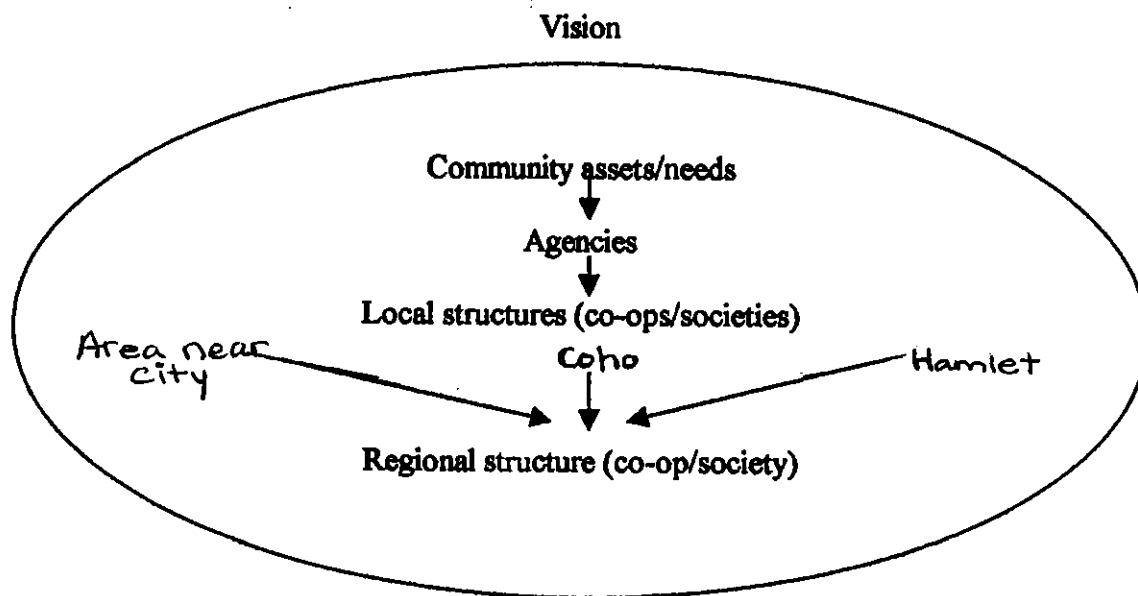 Vision
Community assets/needs
Agencies
Local structures (co-ops/societies)
Area near
city
Coho
Hamlet
Regional structure (co-op/society)